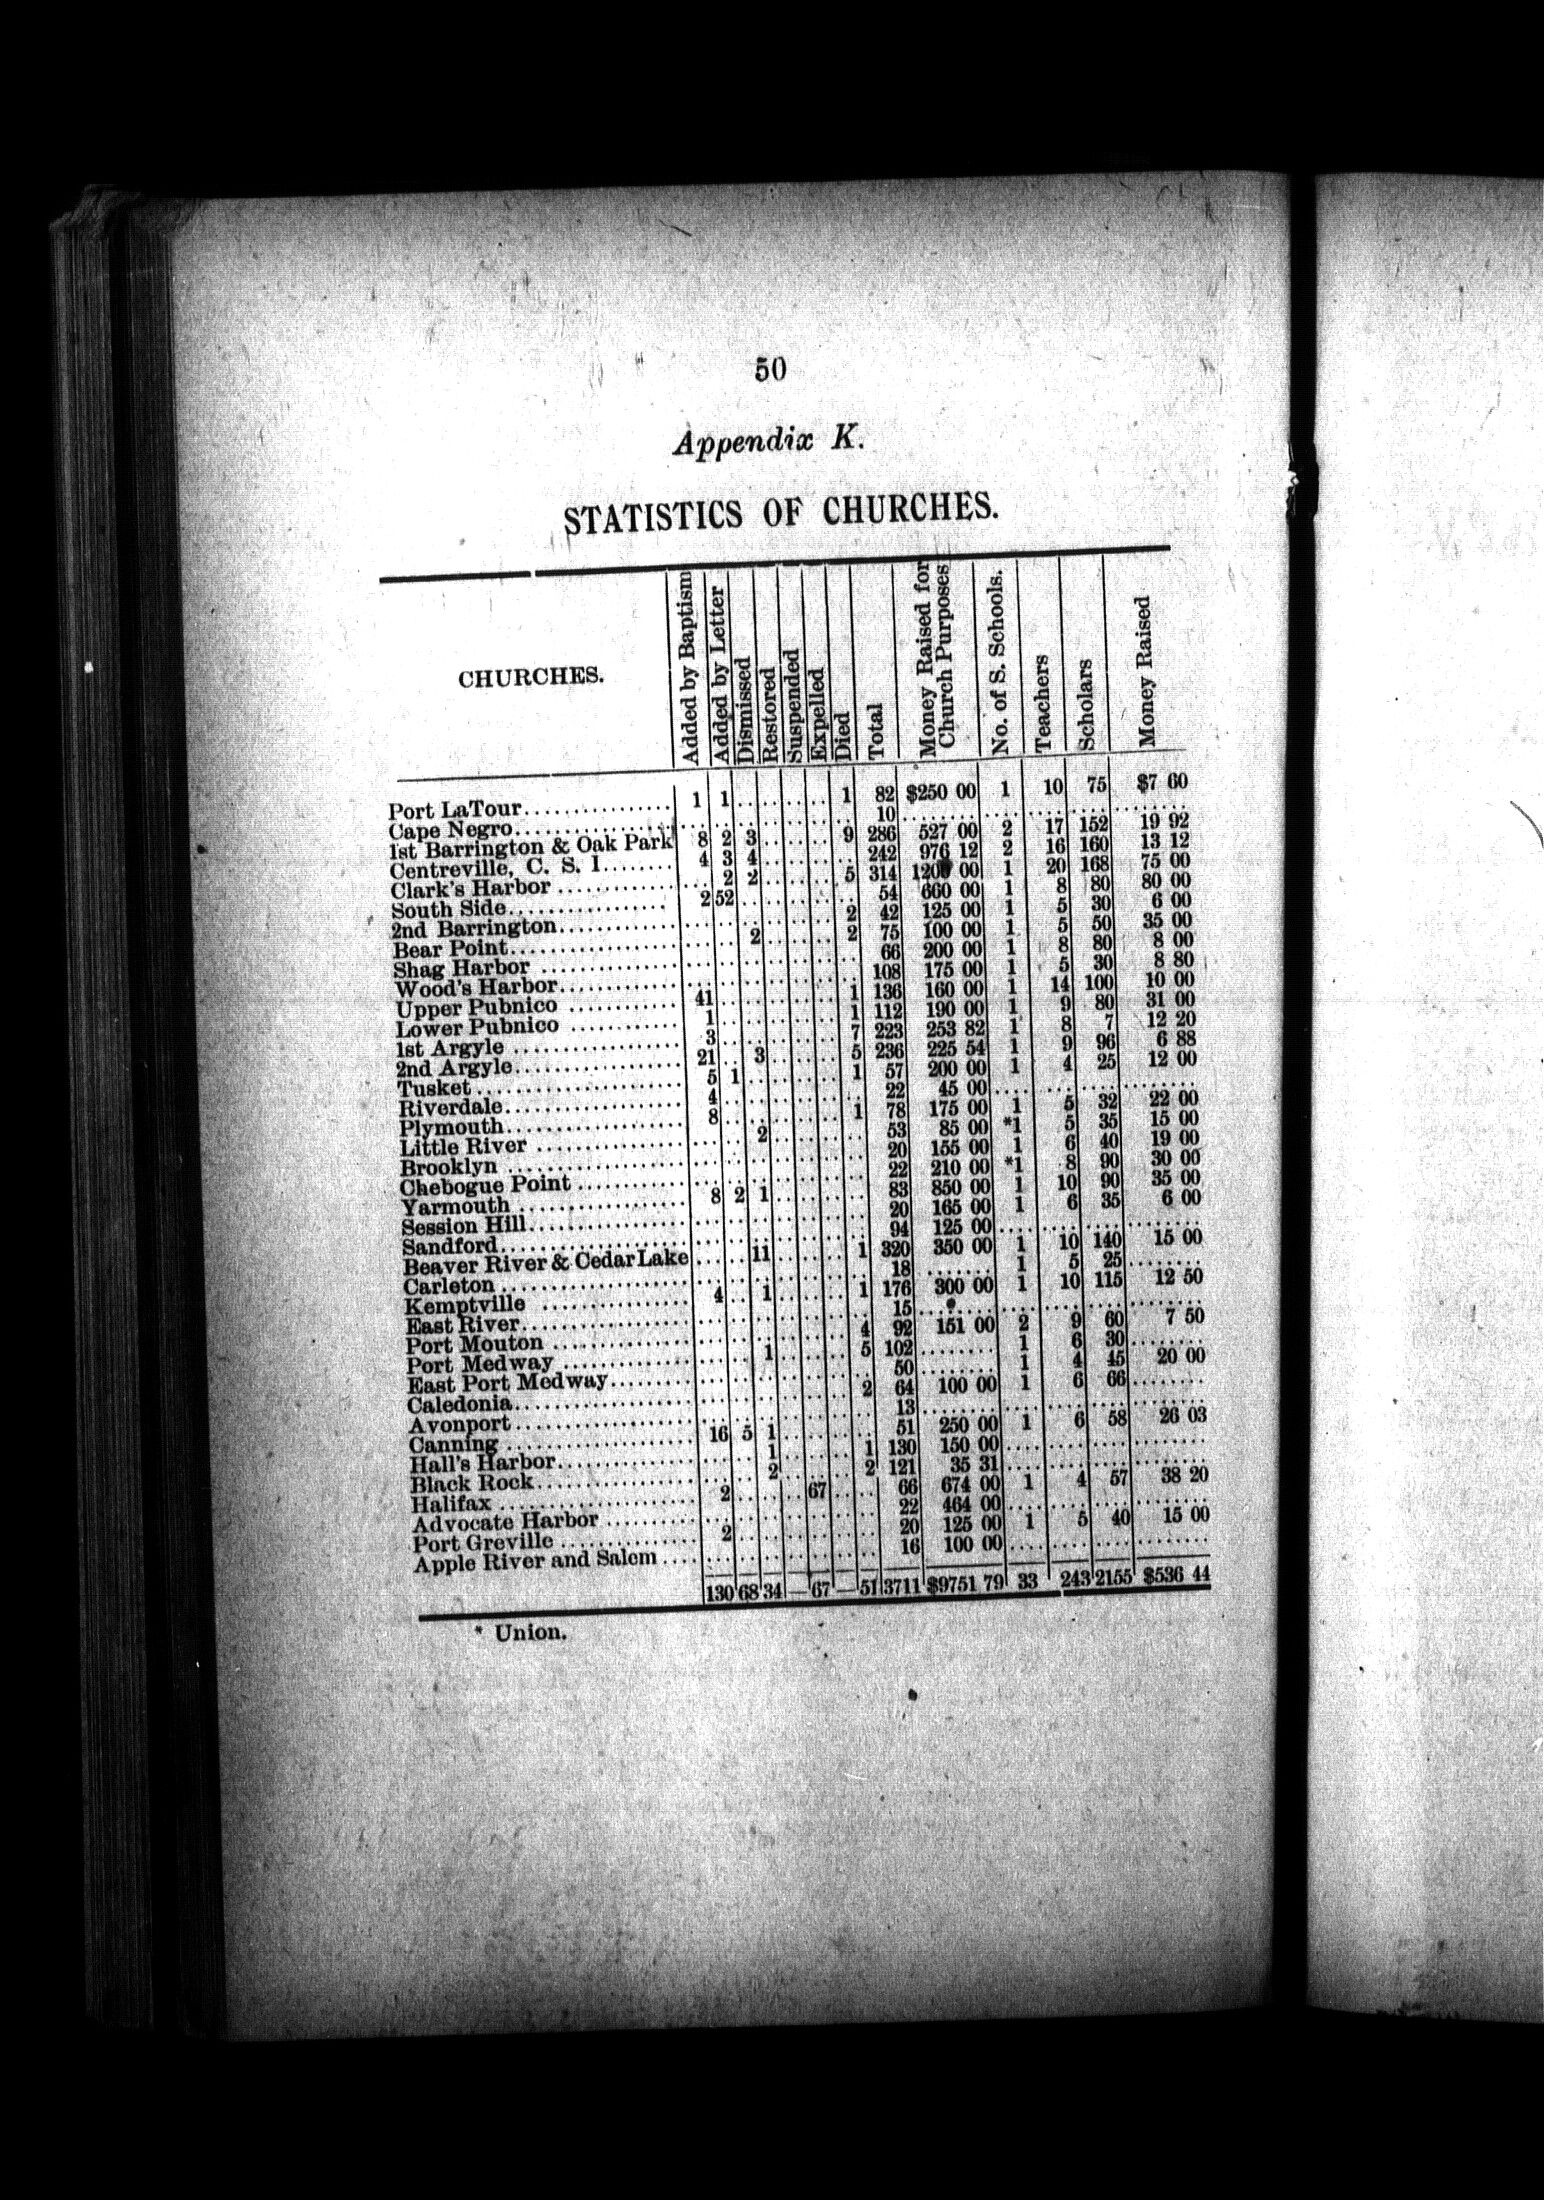 50
Appendix K.
STATISTICS OF CHURCHES.
CHURCHES. Added by Baptism Added by Letter Dismissed Restored Suspended Expelled Died Total Money Raised for Church Purposes No. of S. Schools. Teachers Scholars Money Raised
Port LaTour 1 1 1 82 $250 00 1 10 75 $7 60
Cape Negro 10
1st Barrington & Oak Park 8 2 3 9 286 527 00 2 17 152 19 92
Centreville, C. S. I. 4 3 4 242 976 12 2 16 160 13 12
Clark's Harbor 2 2 5 314 1200 00 1 20 168 75 00
South Side 2 52 54 660 00 1 8 80 80 00
2nd Barrington 2 42 125 00 1 5 30 6 00
Bear Point 2 2 75 100 00 1 5 50 35 00
Shag Harbor 66 200 00 1 8 80 8 00
Wood's Harbor 108 175 00 1 5 30 8 80
Upper Pubnico 41 1 136 160 00 1 14 100 10 00
Lower Pubnico 1 1 112 190 00 1 9 80 31 00
1st Argyle 3 7 223 253 82 1 8 7 12 20
2nd Argyle 21 3 5 236 225 54 1 9 96 6 88
Tusket 5 1 1 57 200 00 1 4 25 12 00
Riverdale 4 22 45 00
Plymouth 8 1 78 175 00 1 5 32 22 00
Little River 2 53 85 00 *1 5 35 15 00
Brooklyn 20 155 00 1 6 40 19 00
Chebogue Point 22 210 00 *1 8 90 30 00
Yarmouth 8 2 1 83 850 00 1 10 90 35 00
Session Hill 20 165 00 1 6 35 6 00
Sandford 94 125 00
Beaver River & Cedar Lake 11 1 320 350 00 1 10 140 15 00
Carleton 18 1 5 25
Kemptville 4 1 1 176 300 00 1 10 115 12 50
East River 15
Port Mouton 4 92 151 00 2 9 60 7 50
Port Medway 1 5 102 1 6 30
East Port Medway 50 1 4 45 20 00
Caledonia 2 64 100 00 1 6 66
Avonport 13
Canning 16 5 1 51 250 00 1 6 58 26 03
Hall's Harbor 1 1 130 150 00
Black Rock 2 2 121 35 31
Halifax 2 67 66 674 00 1 4 57 38 20
Advocate Harbor 22 464 00
Port Greville 2 20 125 00 1 5 40 15 00
Apple River and Salem 16 100 00
130 68 34 — 67 — 51 3711 $9751 79 33 243 2155 $536 44
* Union.